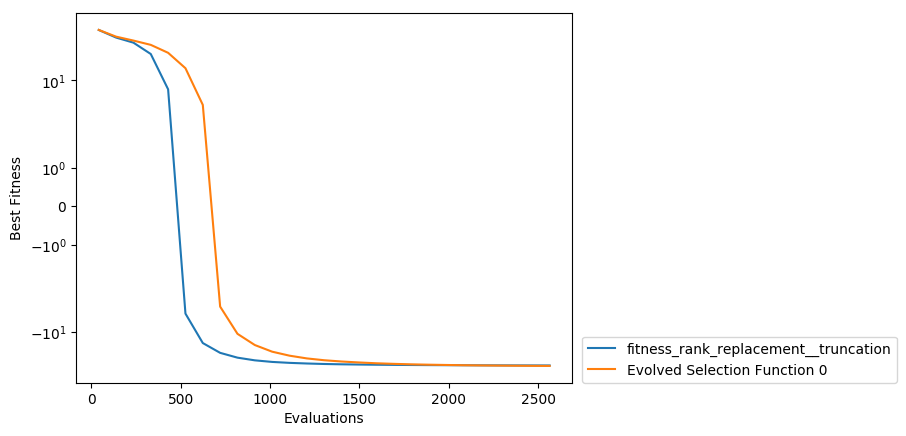 10¹
10⁰
0
−10⁰
−10¹
Best Fitness
0
500
1000
1500
2000
2500
Evaluations
fitness_rank_replacement__truncation
Evolved Selection Function 0